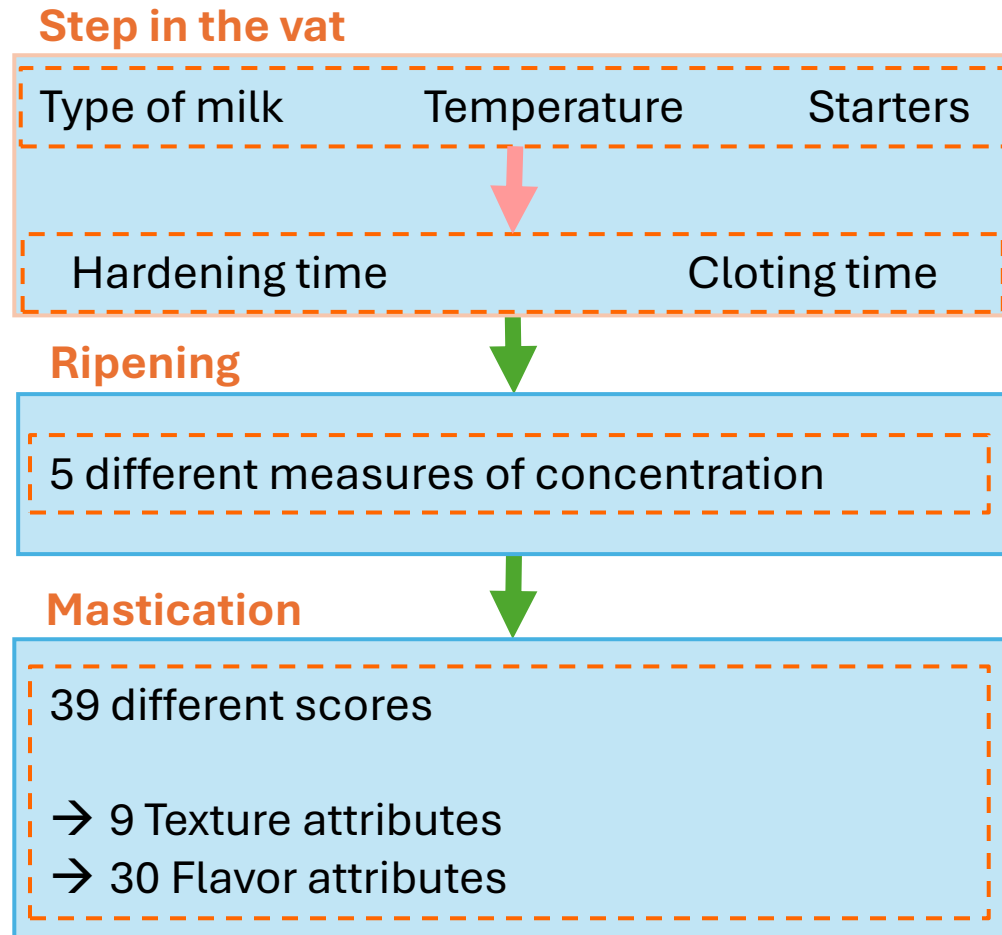 Step in the vat
Type of milk Temperature Starters
Hardening time Cloting time
Ripening
5 different measures of concentration
Mastication
39 different scores
→ 9 Texture attributes
→ 30 Flavor attributes